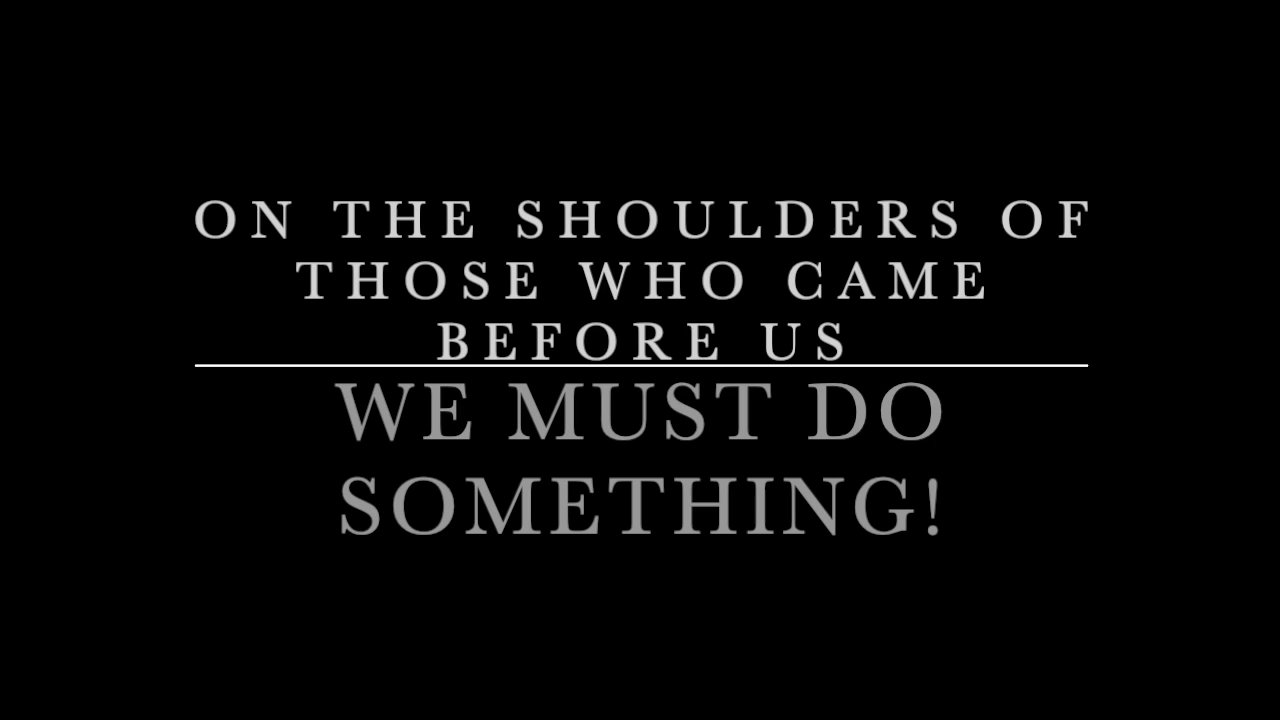 ON THE SHOULDERS OF
THOSE WHO CAME
BEFORE US
WE MUST DO
SOMETHING!